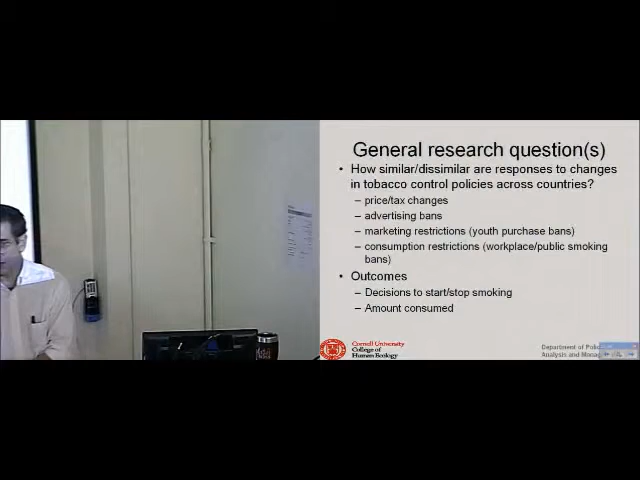 General research question(s)
• How similar/dissimilar are responses to changes
in tobacco control policies across countries?
– price/tax changes
– advertising bans
– marketing restrictions (youth purchase bans)
– consumption restrictions (workplace/public smoking
bans)
• Outcomes
– Decisions to start/stop smoking
– Amount consumed
Cornell University
College of
Human Ecology
Department of
Analysis and